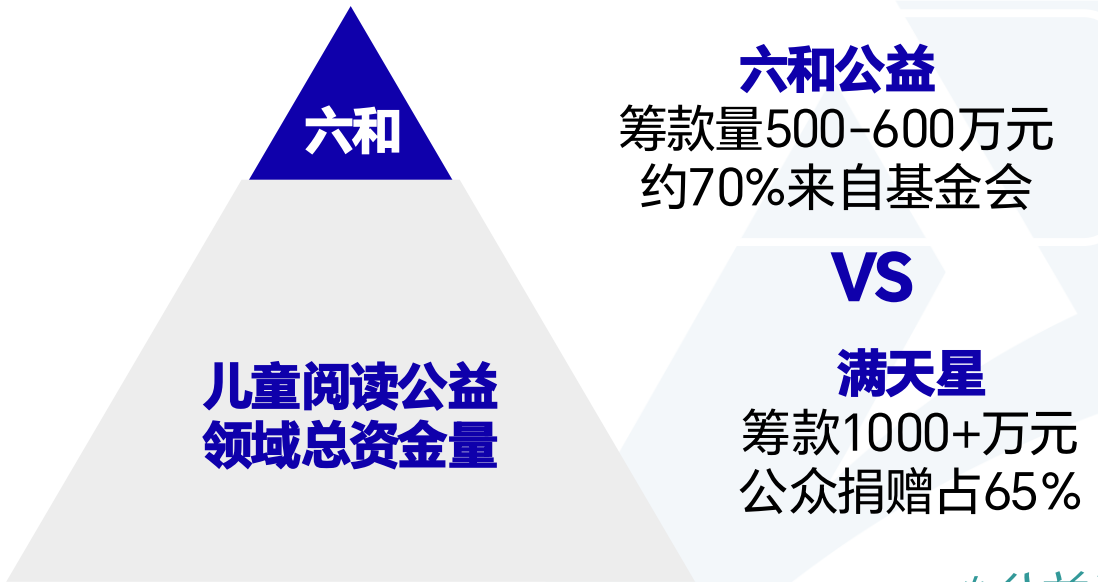 六和
儿童阅读公益
领域总资金量
六和公益
筹款量500-600万元
约70%来自基金会
VS
满天星
筹款1000+万元
公众捐赠占65%